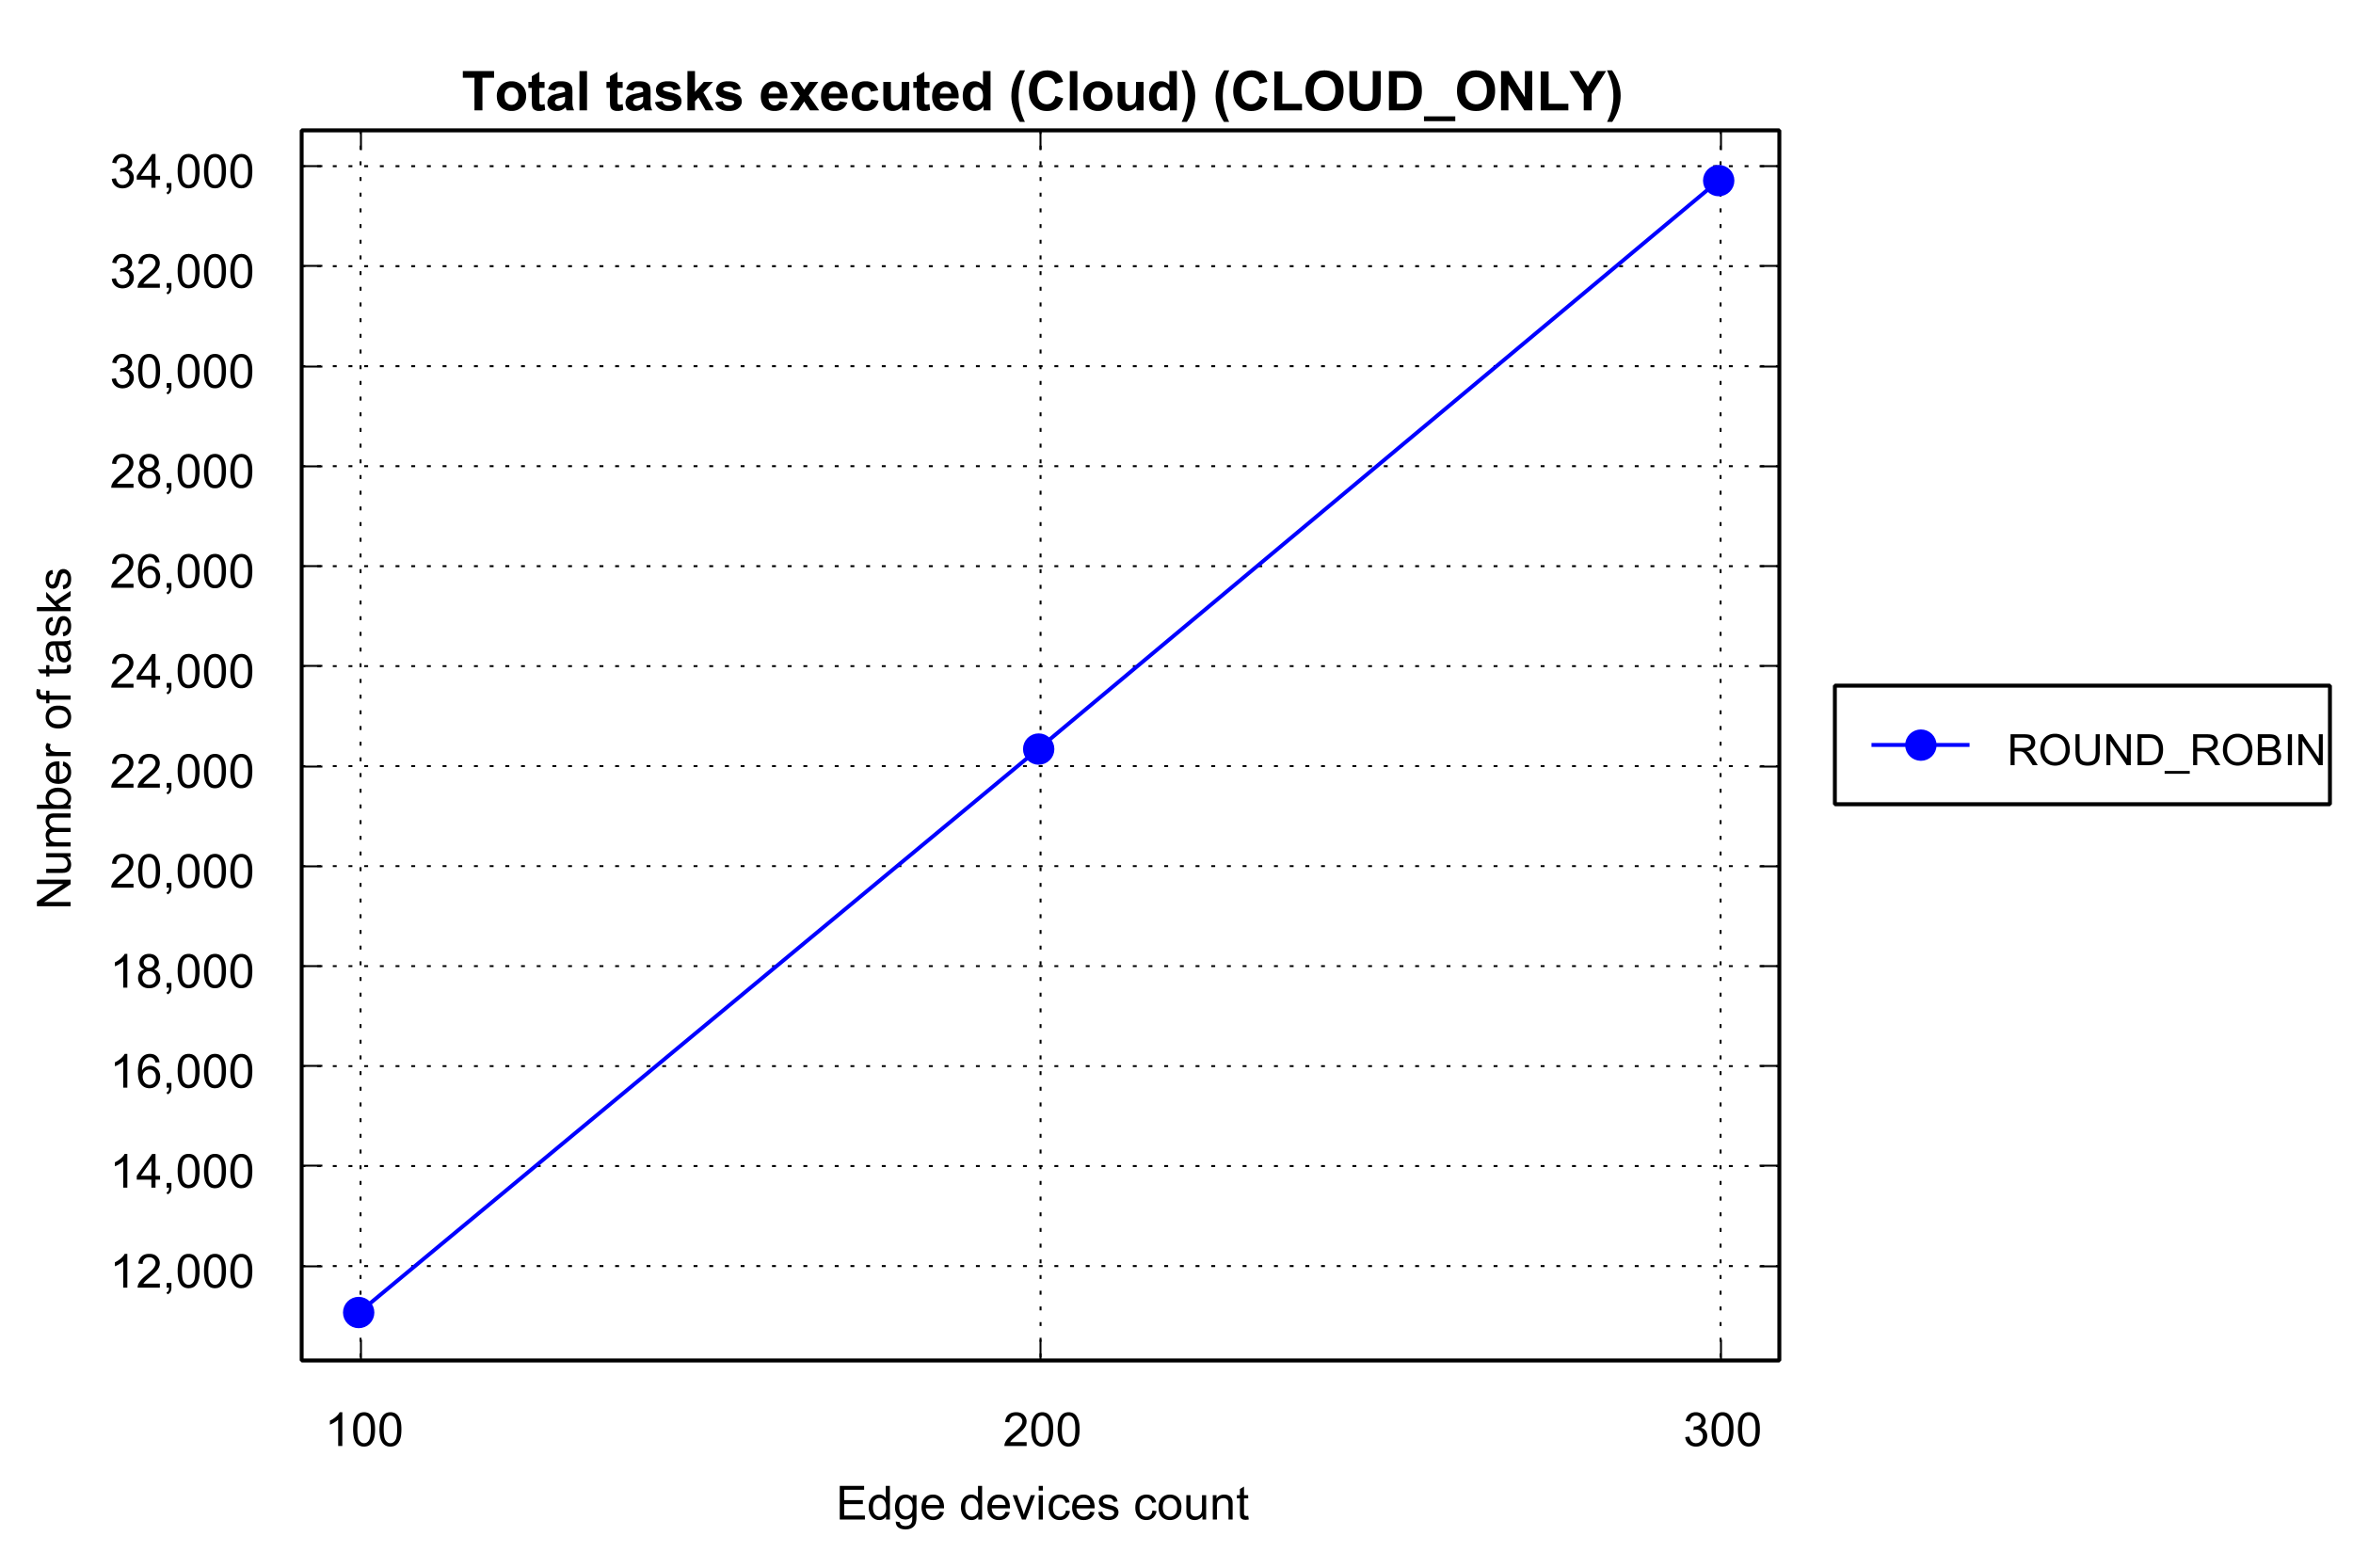 Total tasks executed (Cloud) (CLOUD_ONLY)
34,000
32,000
30,000
28,000
26,000
24,000
22,000
20,000
18,000
16,000
14,000
12,000
Number of tasks
100 200 300
Edge devices count
ROUND_ROBIN